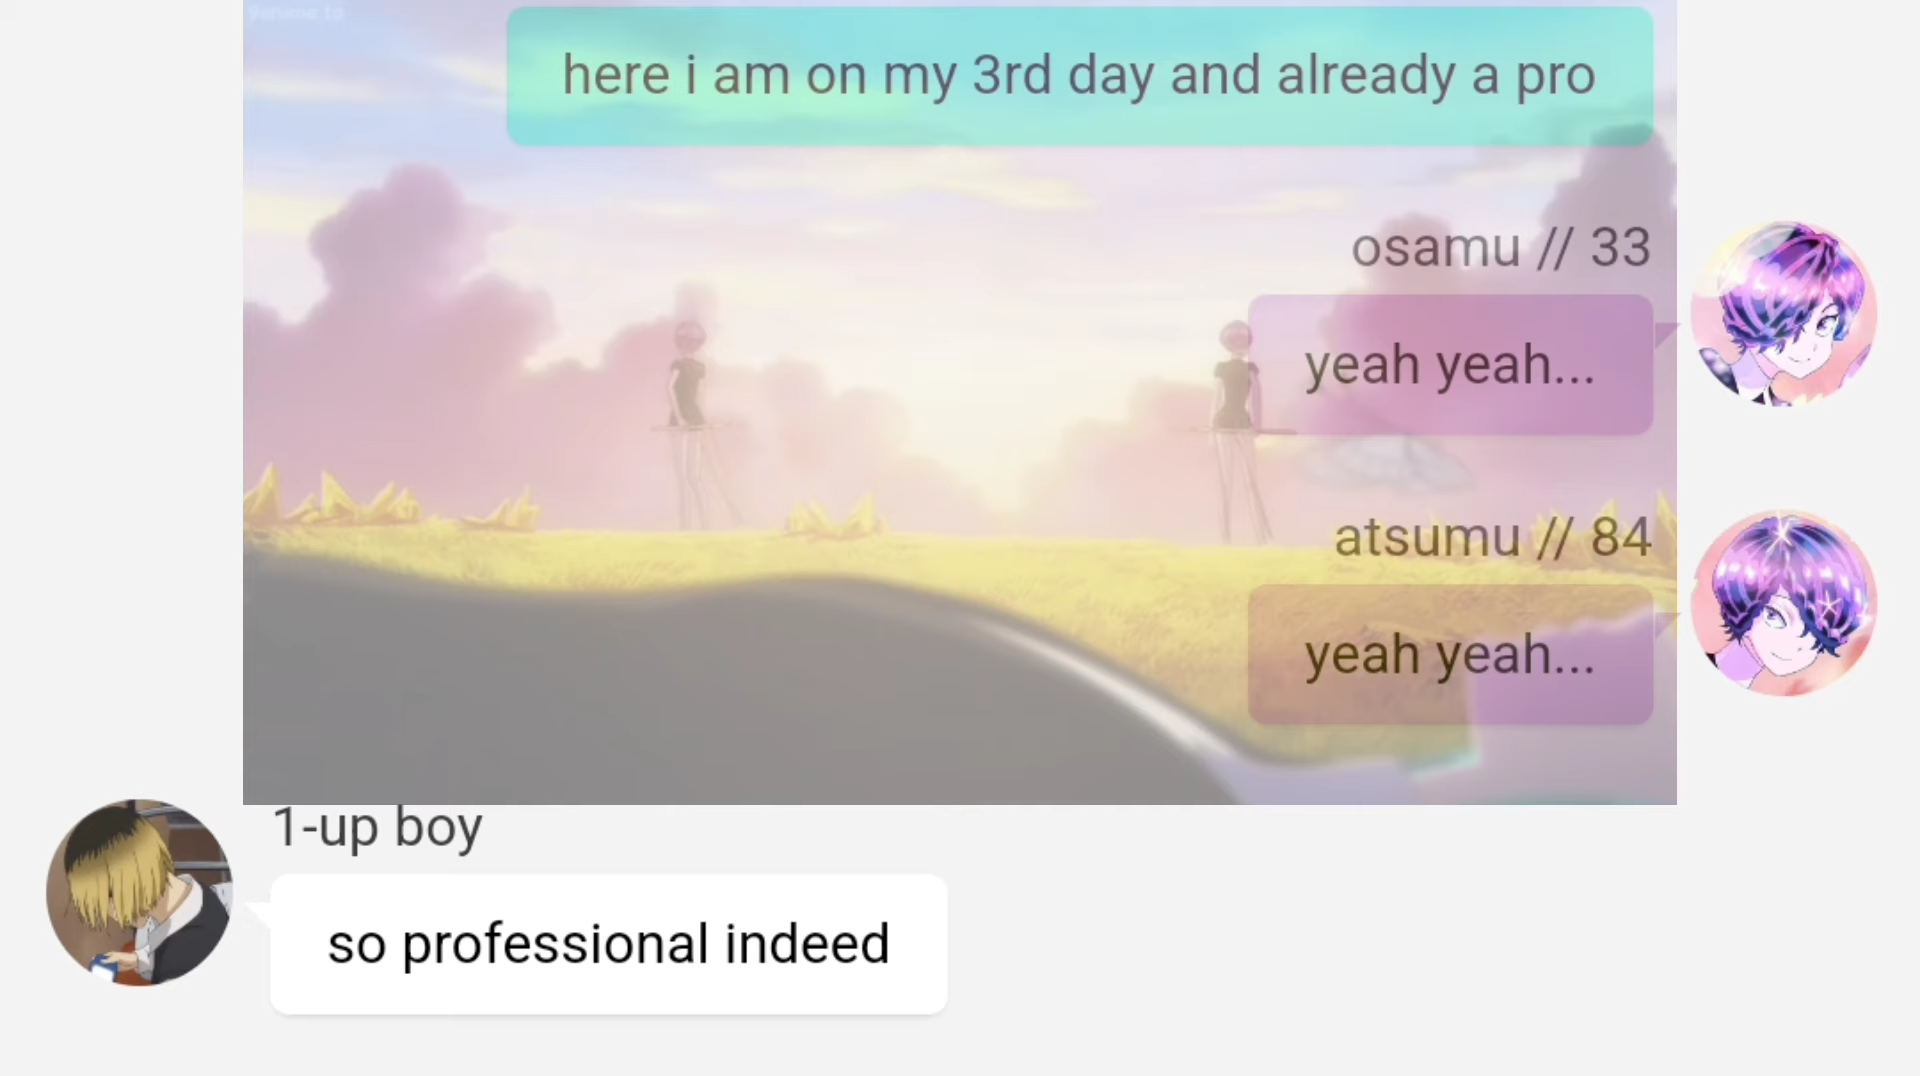 here i am on my 3rd day and already a pro
osamu // 33
yeah yeah...
atsumu // 84
yeah yeah...
1-up boy
so professional indeed